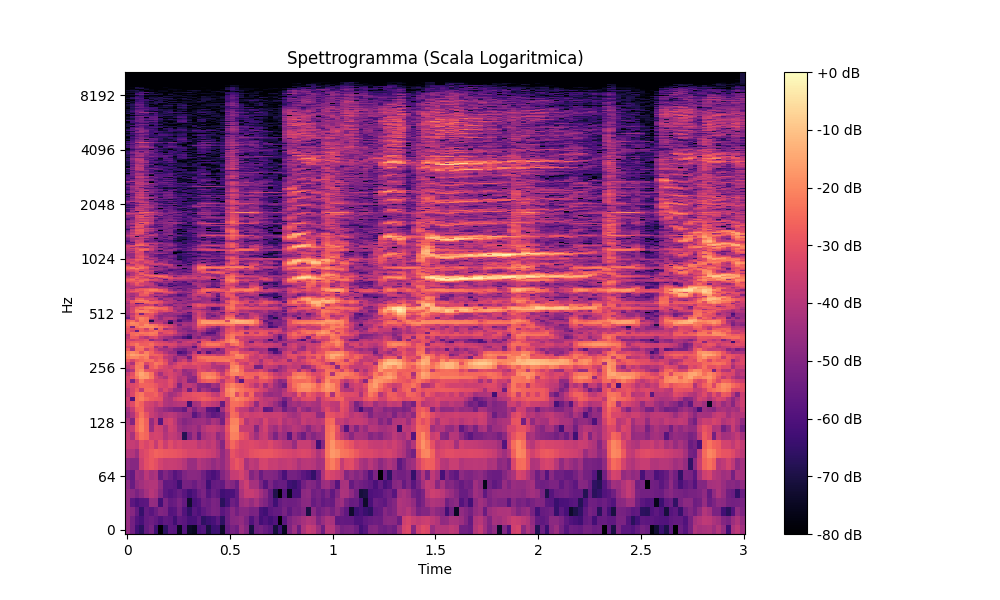 Spettrogramma (Scala Logaritmica)
Hz
8192
4096
2048
1024
512
256
128
64
0
0 0.5 1 1.5 2 2.5 3
Time
+0 dB
-10 dB
-20 dB
-30 dB
-40 dB
-50 dB
-60 dB
-70 dB
-80 dB